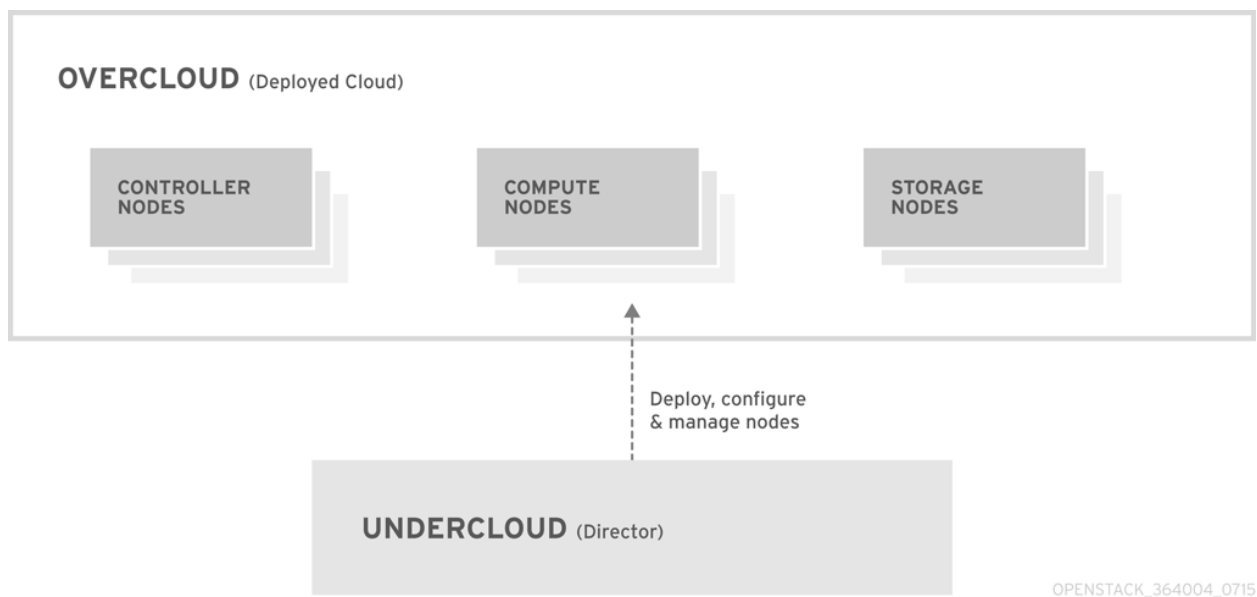 OVERCLOUD (Deployed Cloud)
CONTROLLER
NODES
COMPUTE
NODES
STORAGE
NODES
Deploy, configure
& manage nodes
UNDERCLOUD (Director)
OPENSTACK_364004_0715